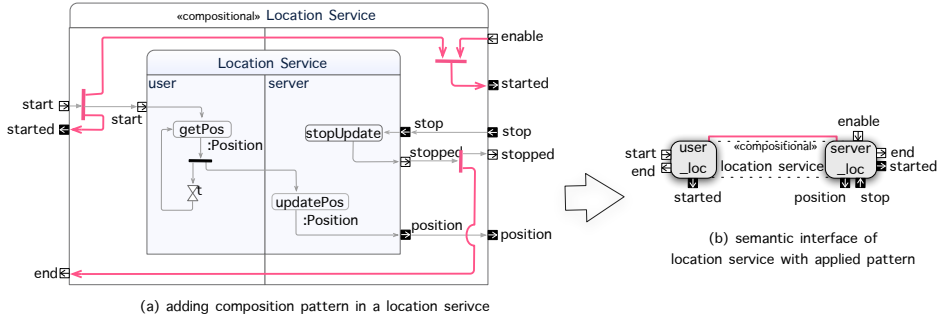 «compositional» Location Service
enable
Location Service
user
server
started
start
start
started
getPos
:Position
stopUpdate
stop
stop
stopped
stopped
t
updatePos
:Position
position
position
end
(a) adding composition pattern in a location serivce
enable
user
_loc
«compositional»
location service
server
_loc
start
end
end
started
started
position
stop
(b) semantic interface of
location service with applied pattern